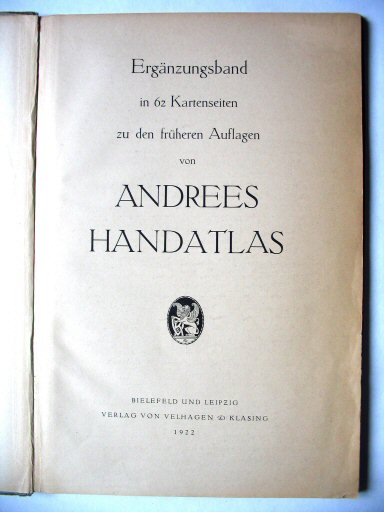 Ergänzungsband
in 62 Kartenseiten
zu den früheren Auflagen
von
ANDREES
HANDATLAS
BIELEFELD UND LEIPZIG
VERLAG VON VELHAGEN & KLASING
1922